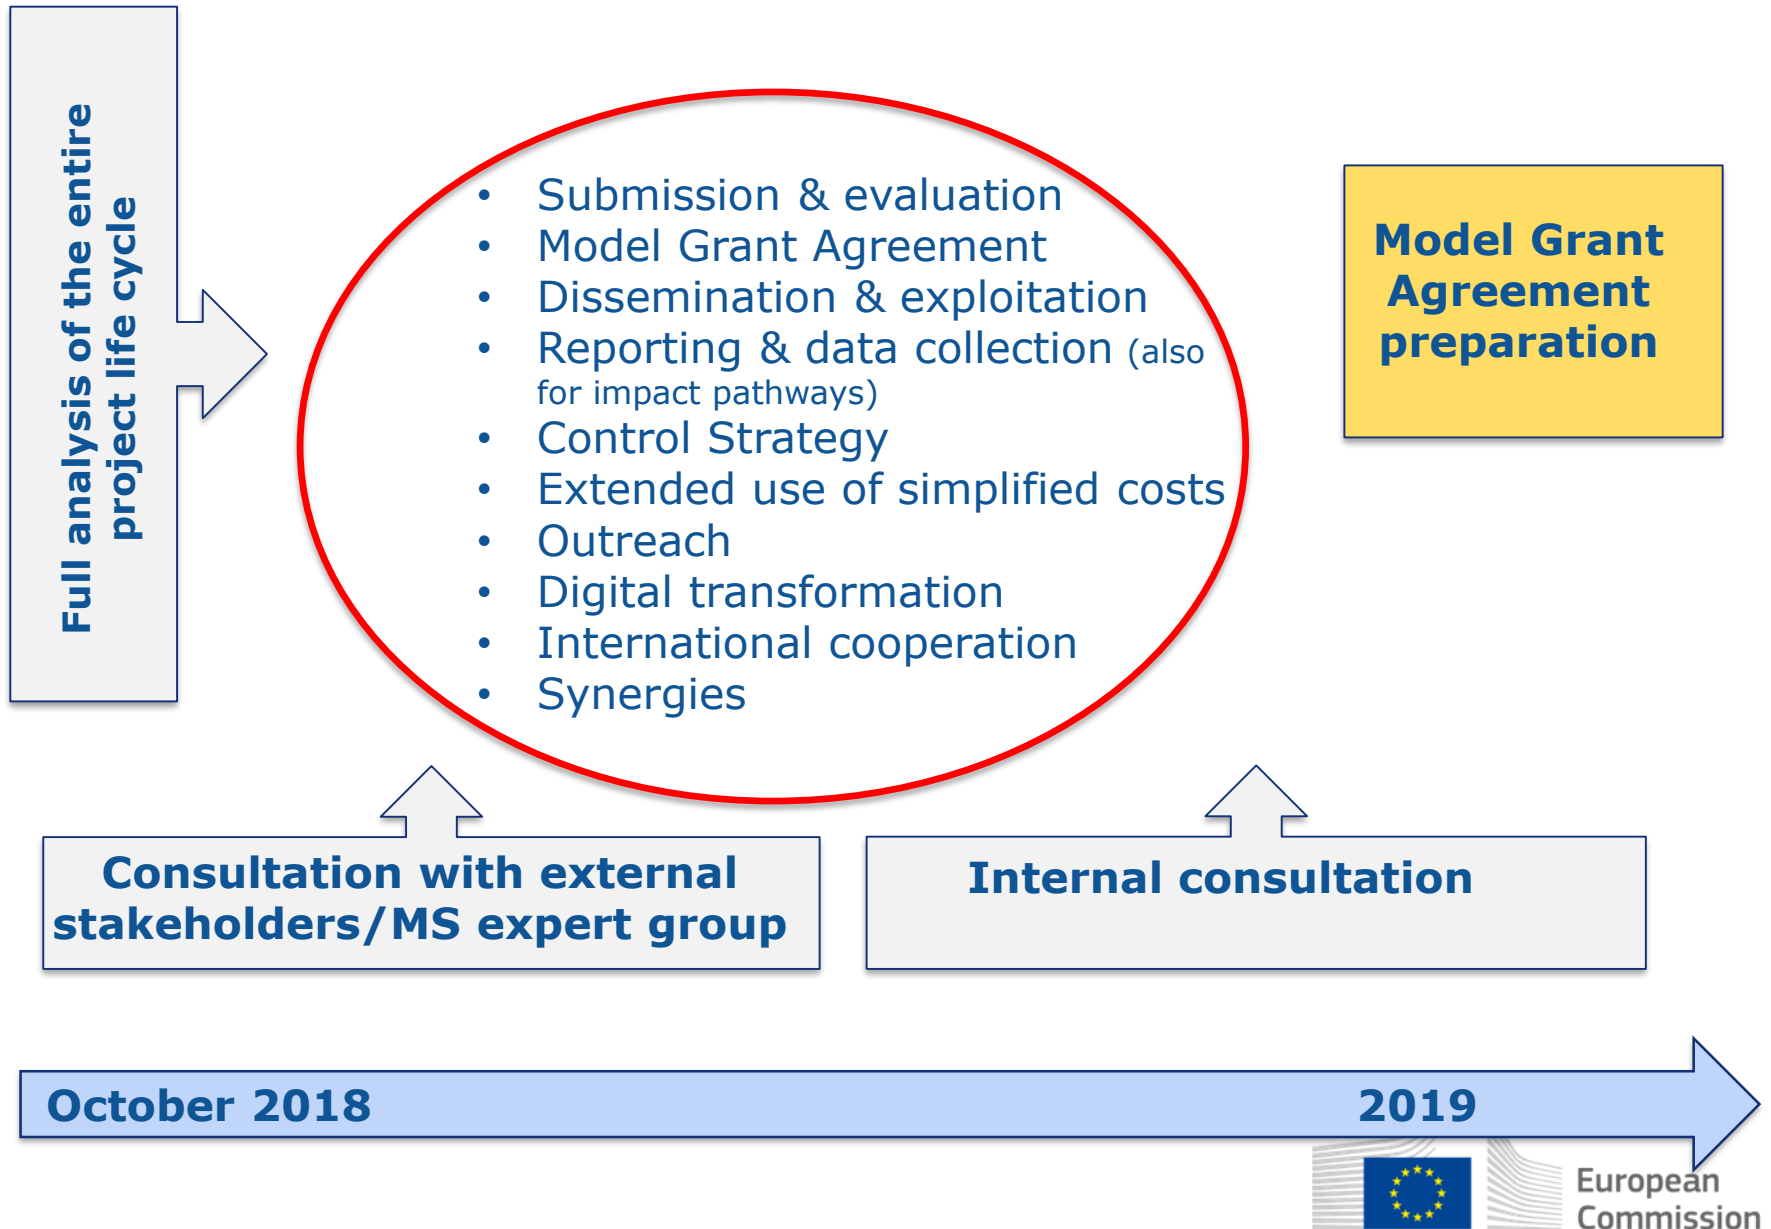 Full analysis of the entire
project life cycle
• Submission & evaluation
• Model Grant Agreement
• Dissemination & exploitation
• Reporting & data collection (also
for impact pathways)
• Control Strategy
• Extended use of simplified costs
• Outreach
• Digital transformation
• International cooperation
• Synergies
Model Grant
Agreement
preparation
Consultation with external
stakeholders/MS expert group
Internal consultation
October 2018
2019
European
Commission